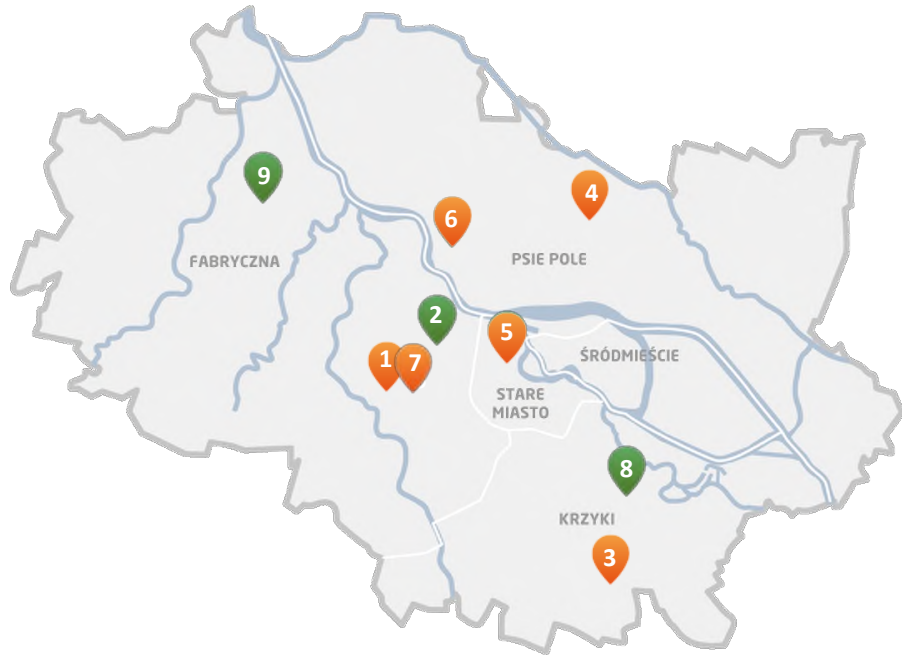 9
4
6
PSIE POLE
FABRYCZNA
2
5
ŚRÓDMIEŚCIE
1
7
STARE
MIASTO
8
KRZYKI
3